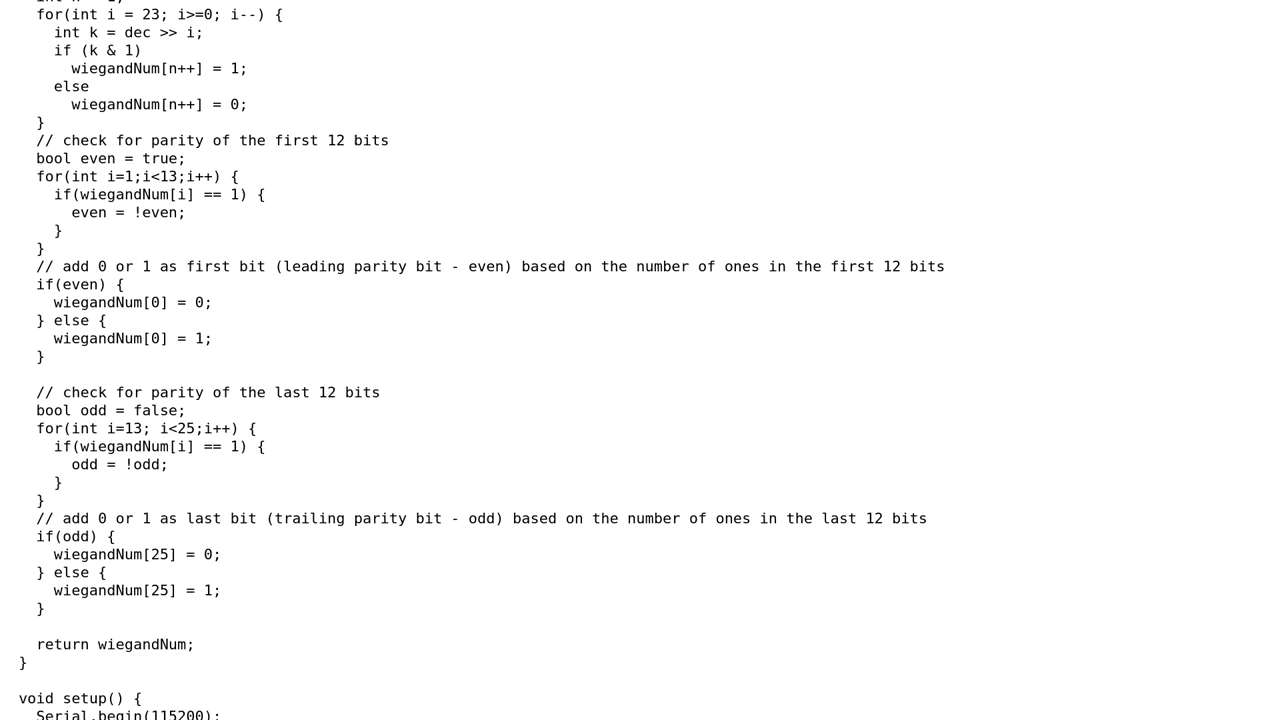 for(int i = 23; i>=0; i--) {
int k = dec >> i;
if (k & 1)
wiegandNum[n++] = 1;
else
wiegandNum[n++] = 0;
}
// check for parity of the first 12 bits
bool even = true;
for(int i=1;i<13;i++) {
if(wiegandNum[i] == 1) {
even = !even;
}
}
// add 0 or 1 as first bit (leading parity bit - even) based on the number of ones in the first 12 bits
if(even) {
wiegandNum[0] = 0;
} else {
wiegandNum[0] = 1;
}
// check for parity of the last 12 bits
bool odd = false;
for(int i=13; i<25;i++) {
if(wiegandNum[i] == 1) {
odd = !odd;
}
}
// add 0 or 1 as last bit (trailing parity bit - odd) based on the number of ones in the last 12 bits
if(odd) {
wiegandNum[25] = 0;
} else {
wiegandNum[25] = 1;
}
return wiegandNum;
}
void setup() {
Serial.begin(115200);